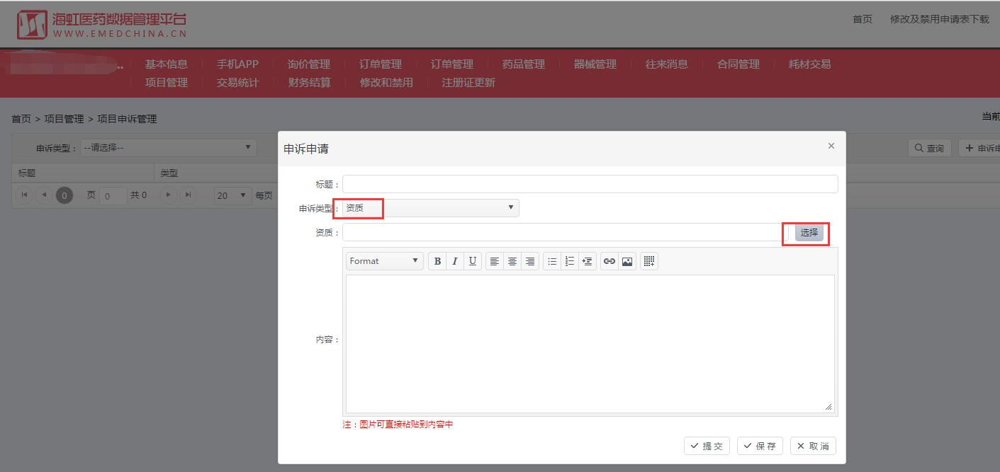 海虹医药数据管理平台
WWW.EMEDCHINA.CN
首页 修改及禁用申请表下载
.. 基本信息 手机APP 询价管理 订单管理 订单管理 药品管理 器械管理 往来消息 合同管理 耗材交易
项目管理 交易统计 财务结算 修改和禁用 注册证更新
首页 > 项目管理 > 项目申诉管理
当前
申诉类型： --请选择--
查询 申诉申
标题 类型
0 页 0 共 0 20 每页
申诉申请
标题：
申诉类型： 资质
资质： 选择
Format B I U
内容：
注：图片可直接粘贴到内容中
提 交 保 存 取 消